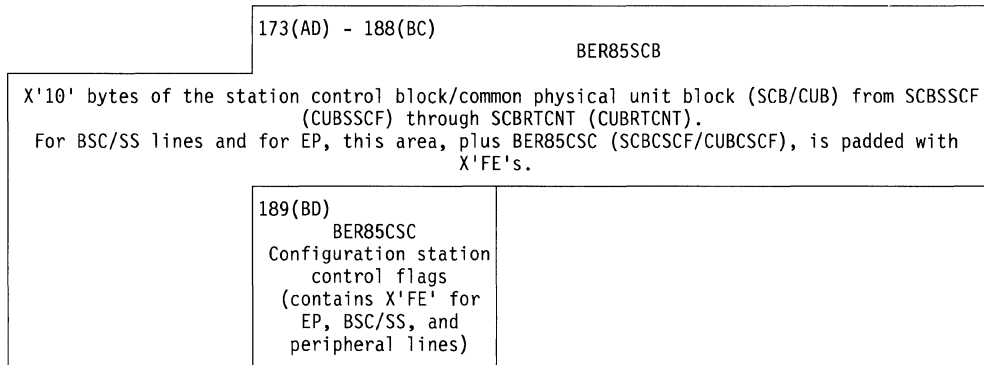 173(AD) - 188(BC)
BER85SCB
X'10' bytes of the station control block/common physical unit block (SCB/CUB) from SCBSSCF
(CUBSSCF) through SCBRTCNT (CUBRTCNT).
For BSC/SS lines and for EP, this area, plus BER85CSC (SCBCSCF/CUBCSCF), is padded with
X'FE's.
189(BD)
BER85CSC
Configuration station
control flags
(contains X'FE' for
EP, BSC/SS, and
peripheral lines)